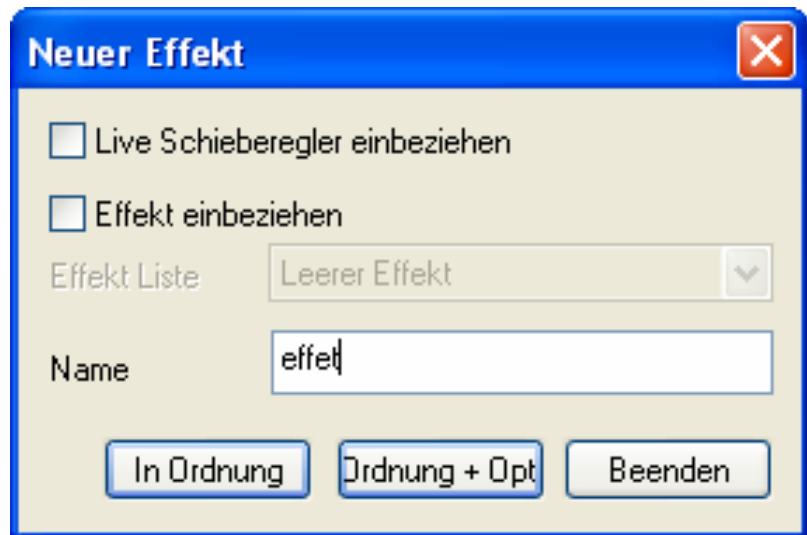 Neuer Effekt
Live Schieberegler einbeziehen
Effekt einbeziehen
Effekt Liste Leerer Effekt
Name effet
In Ordnung Ordnung + Opt Beenden